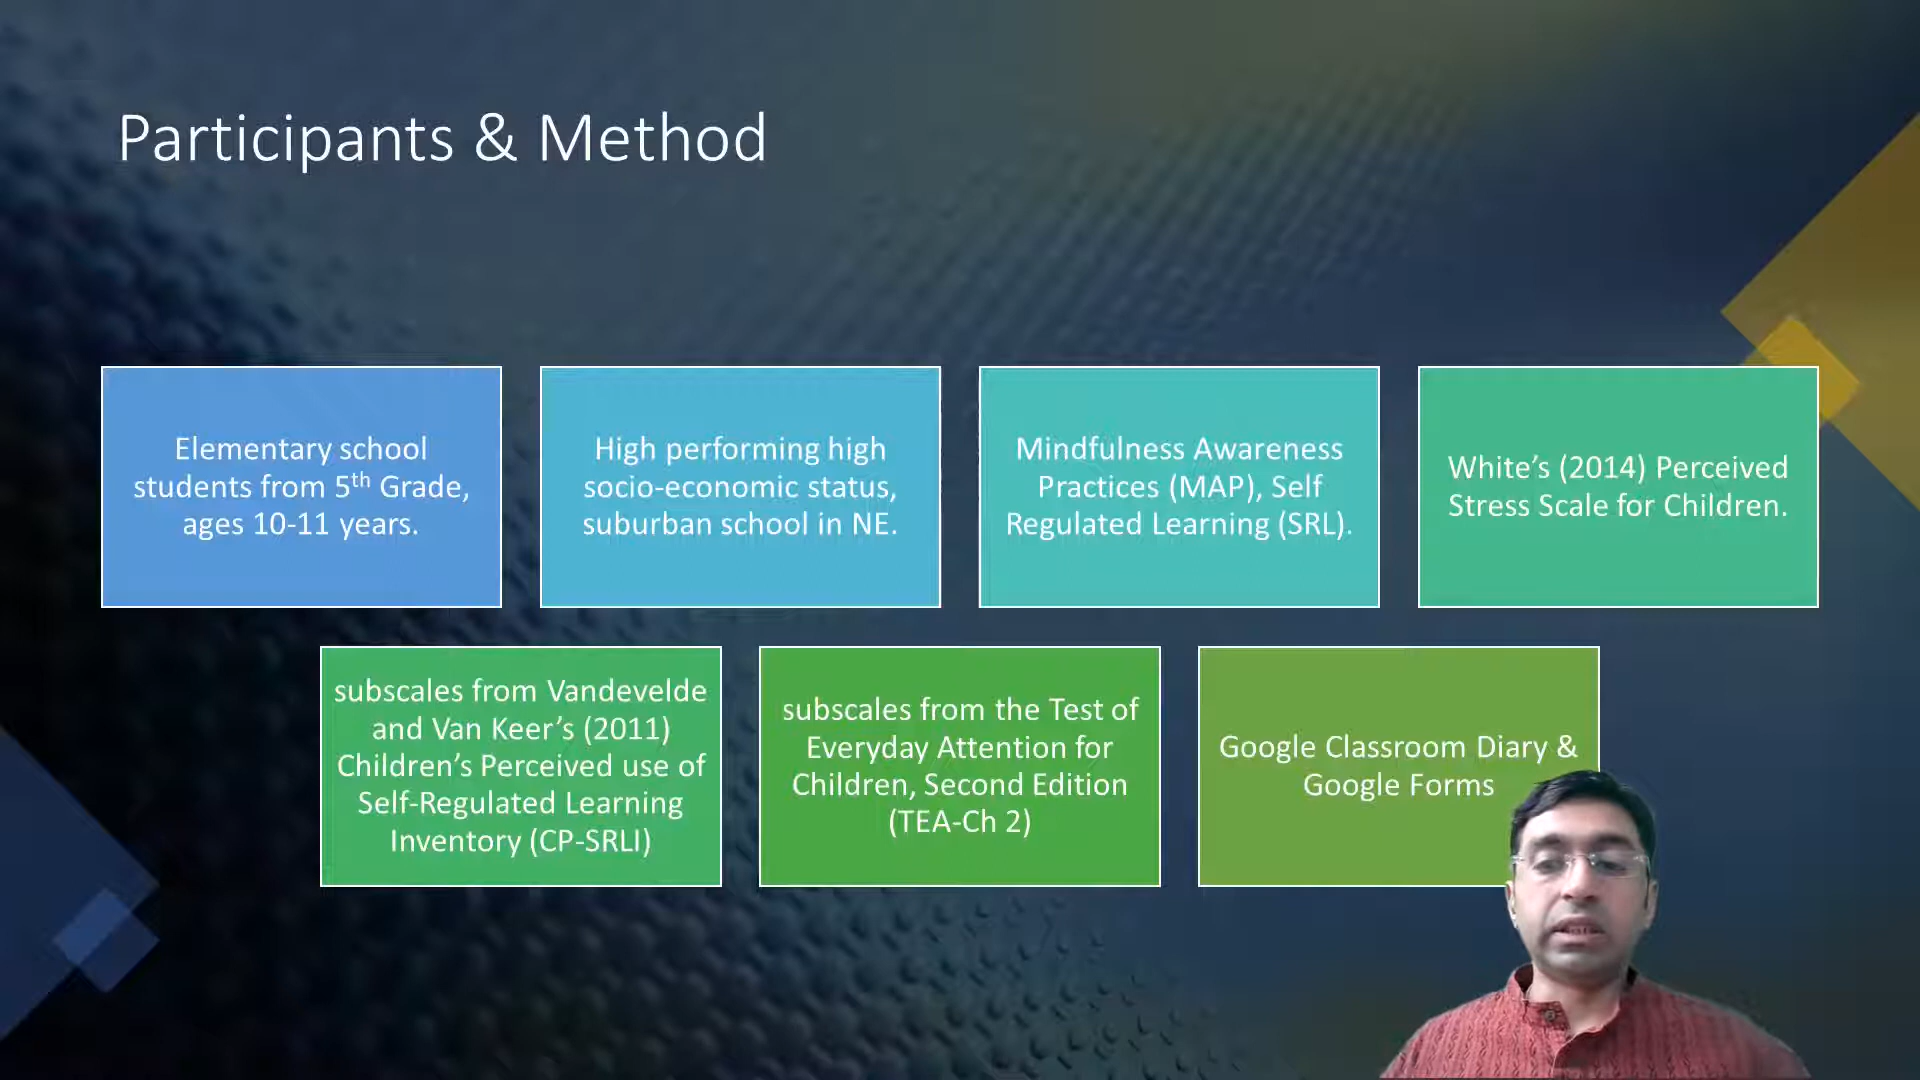 Participants & Method
Elementary school
students from 5th Grade,
ages 10-11 years.
High performing high
socio-economic status,
suburban school in NE.
Mindfulness Awareness
Practices (MAP), Self
Regulated Learning (SRL).
White's (2014) Perceived
Stress Scale for Children.
subscales from Vandevelde
and Van Keer's (2011)
Children's Perceived use of
Self-Regulated Learning
Inventory (CP-SRLI)
subscales from the Test of
Everyday Attention for
Children, Second Edition
(TEA-Ch 2)
Google Classroom Diary &
Google Forms